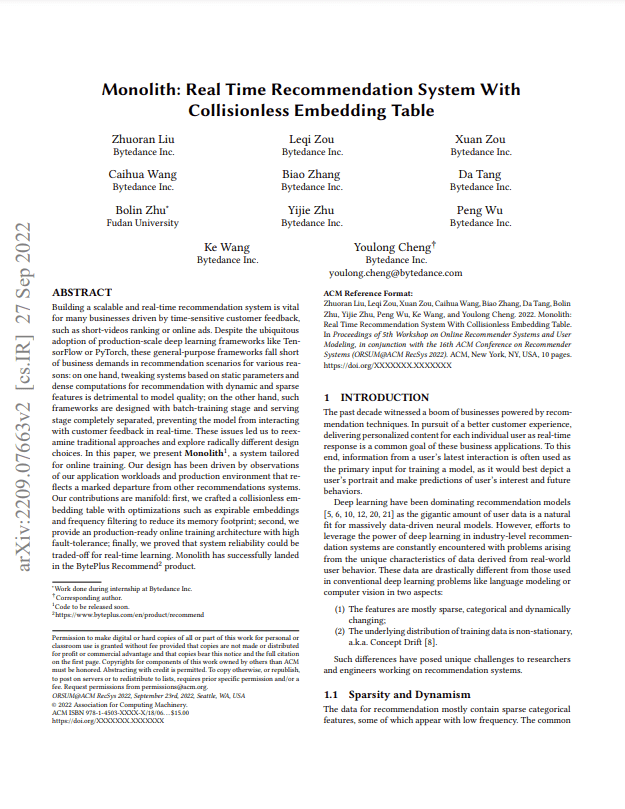 Monolith: Real Time Recommendation System With
Collisionless Embedding Table
Zhuoran Liu
Bytedance Inc.
Leqi Zou
Bytedance Inc.
Xuan Zou
Bytedance Inc.
Caihua Wang
Bytedance Inc.
Biao Zhang
Bytedance Inc.
Da Tang
Bytedance Inc.
Bolin Zhu*
Fudan University
Yijie Zhu
Bytedance Inc.
Peng Wu
Bytedance Inc.
Ke Wang
Bytedance Inc.
Youlong Cheng†
Bytedance Inc.
youlong.cheng@bytedance.com
arXiv:2209.07663v2 [cs.IR] 27 Sep 2022
ABSTRACT
Building a scalable and real-time recommendation system is vital
for many businesses driven by time-sensitive customer feedback,
such as short-videos ranking or online ads. Despite the ubiquitous
adoption of production-scale deep learning frameworks like Ten-
sorFlow or PyTorch, these general-purpose frameworks fall short
of business demands in recommendation scenarios for various rea-
sons: on one hand, tweaking systems based on static parameters and
dense computations for recommendation with dynamic and sparse
features is detrimental to model quality; on the other hand, such
frameworks are designed with batch-training stage and serving
stage completely separated, preventing the model from interacting
with customer feedback in real-time. These issues led us to reex-
amine traditional approaches and explore radically different design
choices. In this paper, we present Monolith¹, a system tailored
for online training. Our design has been driven by observations
of our application workloads and production environment that re-
flects a marked departure from other recommendations systems.
Our contributions are manifold: first, we crafted a collisionless em-
bedding table with optimizations such as expirable embeddings
and frequency filtering to reduce its memory footprint; second, we
provide an production-ready online training architecture with high
fault-tolerance; finally, we proved that system reliability could be
traded-off for real-time learning. Monolith has successfully landed
in the BytePlus Recommend² product.
*Work done during internship at Bytedance Inc.
†Corresponding author.
¹Code to be released soon.
²https://www.byteplus.com/en/product/recommend
Permission to make digital or hard copies of all or part of this work for personal or
classroom use is granted without fee provided that copies are not made or distributed
for profit or commercial advantage and that copies bear this notice and the full citation
on the first page. Copyrights for components of this work owned by others than ACM
must be honored. Abstracting with credit is permitted. To copy otherwise, or republish,
to post on servers or to redistribute to lists, requires prior specific permission and/or a
fee. Request permissions from permissions@acm.org.
ORSUM@ACM RecSys 2022, September 23rd, 2022, Seattle, WA, USA
© 2022 Association for Computing Machinery.
ACM ISBN 978-1-4503-XXXX-X/18/06...$15.00
https://doi.org/XXXXXXX.XXXXXXX
ACM Reference Format:
Zhuoran Liu, Leqi Zou, Xuan Zou, Caihua Wang, Biao Zhang, Da Tang, Bolin
Zhu, Yijie Zhu, Peng Wu, Ke Wang, and Youlong Cheng. 2022. Monolith:
Real Time Recommendation System With Collisionless Embedding Table.
In Proceedings of 5th Workshop on Online Recommender Systems and User
Modeling, in conjunction with the 16th ACM Conference on Recommender
Systems (ORSUM@ACM RecSys 2022). ACM, New York, NY, USA, 10 pages.
https://doi.org/XXXXXXX.XXXXXXX
1 INTRODUCTION
The past decade witnessed a boom of businesses powered by recom-
mendation techniques. In pursuit of a better customer experience,
delivering personalized content for each individual user as real-time
response is a common goal of these business applications. To this
end, information from a user's latest interaction is often used as
the primary input for training a model, as it would best depict a
user's portrait and make predictions of user's interest and future
behaviors.
Deep learning have been dominating recommendation models
[5, 6, 10, 12, 20, 21] as the gigantic amount of user data is a natural
fit for massively data-driven neural models. However, efforts to
leverage the power of deep learning in industry-level recommen-
dation systems are constantly encountered with problems arising
from the unique characteristics of data derived from real-world
user behavior. These data are drastically different from those used
in conventional deep learning problems like language modeling or
computer vision in two aspects:
(1) The features are mostly sparse, categorical and dynamically
changing;
(2) The underlying distribution of training data is non-stationary,
a.k.a. Concept Drift [8].
Such differences have posed unique challenges to researchers
and engineers working on recommendation systems.
1.1 Sparsity and Dynamism
The data for recommendation mostly contain sparse categorical
features, some of which appear with low frequency. The common